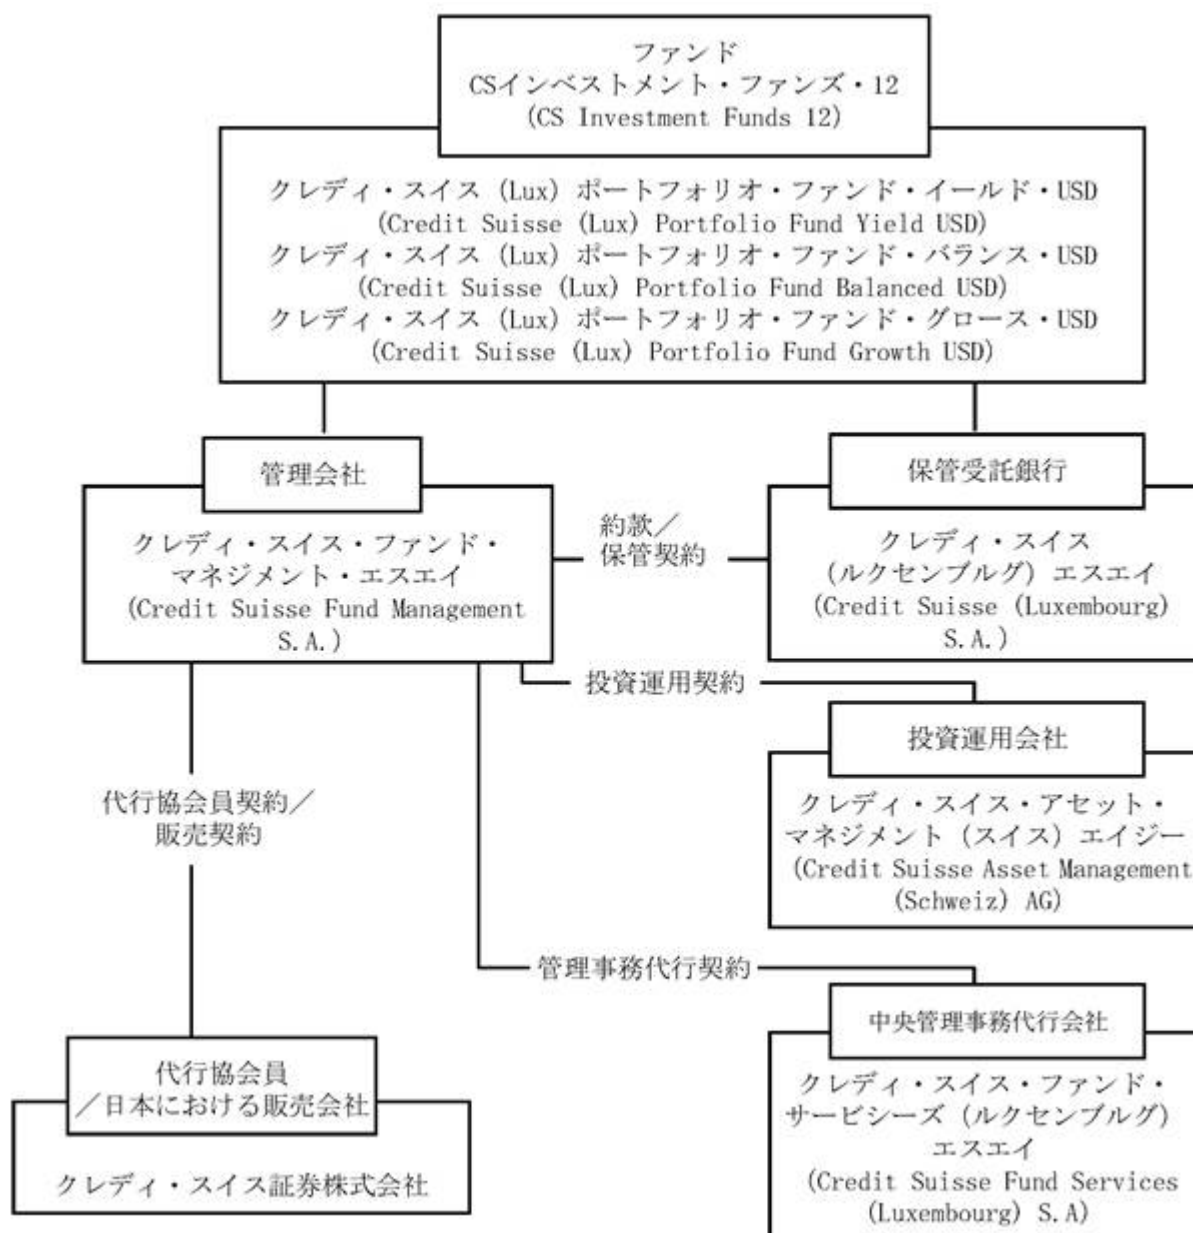 ファンド
CSインベストメント・ファンズ・12
(CS Investment Funds 12)
クレディ・スイス (Lux) ポートフォリオ・ファンド・イールド・USD
(Credit Suisse (Lux) Portfolio Fund Yield USD)
クレディ・スイス (Lux) ポートフォリオ・ファンド・バランス・USD
(Credit Suisse (Lux) Portfolio Fund Balanced USD)
クレディ・スイス (Lux) ポートフォリオ・ファンド・グロース・USD
(Credit Suisse (Lux) Portfolio Fund Growth USD)
管理会社
クレディ・スイス・ファンド・
マネジメント・エスエイ
(Credit Suisse Fund Management
S.A.)
約款／
保管契約
保管受託銀行
クレディ・スイス
(ルクセンブルグ) エスエイ
(Credit Suisse (Luxembourg)
S.A.)
投資運用契約
投資運用会社
クレディ・スイス・アセット・
マネジメント (スイス) エイジー
(Credit Suisse Asset Management
(Schweiz) AG)
代行協会員契約／
販売契約
管理事務代行契約
中央管理事務代行会社
クレディ・スイス・ファンド・
サービシーズ (ルクセンブルグ)
エスエイ
(Credit Suisse Fund Services
(Luxembourg) S.A)
代行協会員
／日本における販売会社
クレディ・スイス証券株式会社